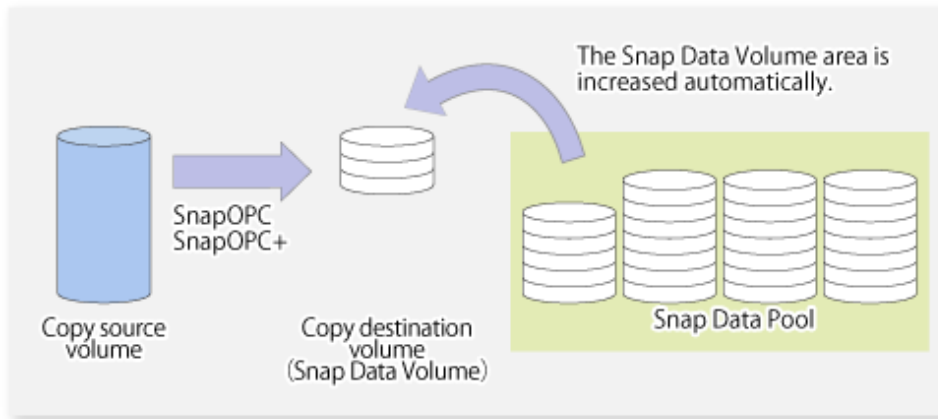 The Snap Data Volume area is
increased automatically.
SnapOPC
SnapOPC+
Copy source
volume
Copy destination
volume
(Snap Data Volume)
Snap Data Pool